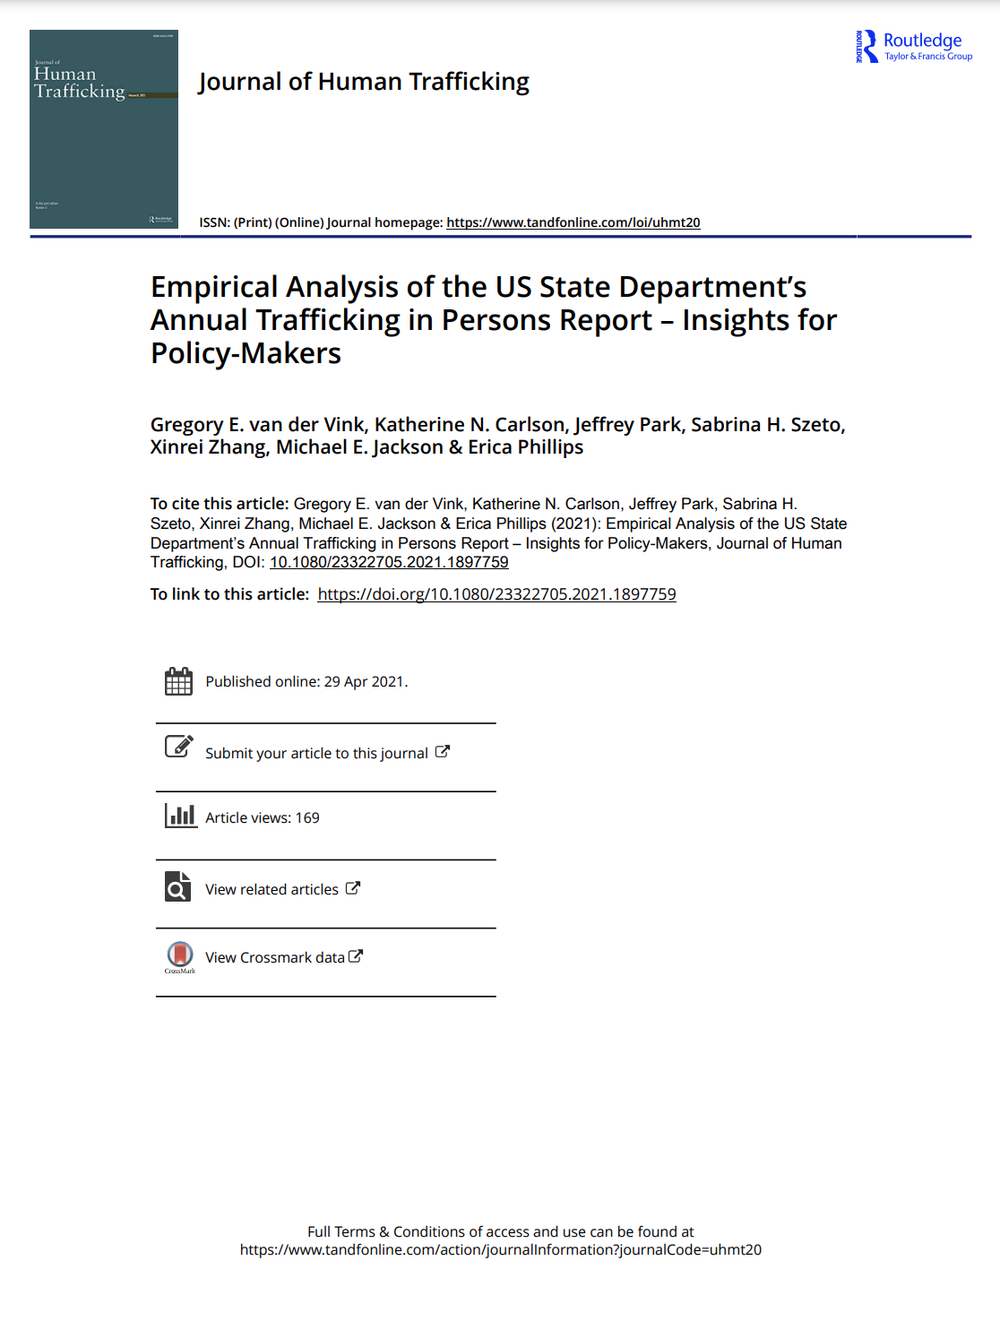 Journal of
Human
Trafficking
Routledge
Taylor & Francis Group
ROUTLEDGE
Journal of Human Trafficking
Routledge
ISSN: (Print) (Online) Journal homepage: https://www.tandfonline.com/loi/uhmt20
Empirical Analysis of the US State Department’s
Annual Trafficking in Persons Report – Insights for
Policy-Makers
Gregory E. van der Vink, Katherine N. Carlson, Jeffrey Park, Sabrina H. Szeto,
Xinrei Zhang, Michael E. Jackson & Erica Phillips
To cite this article: Gregory E. van der Vink, Katherine N. Carlson, Jeffrey Park, Sabrina H.
Szeto, Xinrei Zhang, Michael E. Jackson & Erica Phillips (2021): Empirical Analysis of the US State
Department’s Annual Trafficking in Persons Report – Insights for Policy-Makers, Journal of Human
Trafficking, DOI: 10.1080/23322705.2021.1897759
To link to this article: https://doi.org/10.1080/23322705.2021.1897759
Published online: 29 Apr 2021.
Submit your article to this journal
Article views: 169
View related articles
CrossMark
View Crossmark data
Full Terms & Conditions of access and use can be found at
https://www.tandfonline.com/action/journalInformation?journalCode=uhmt20